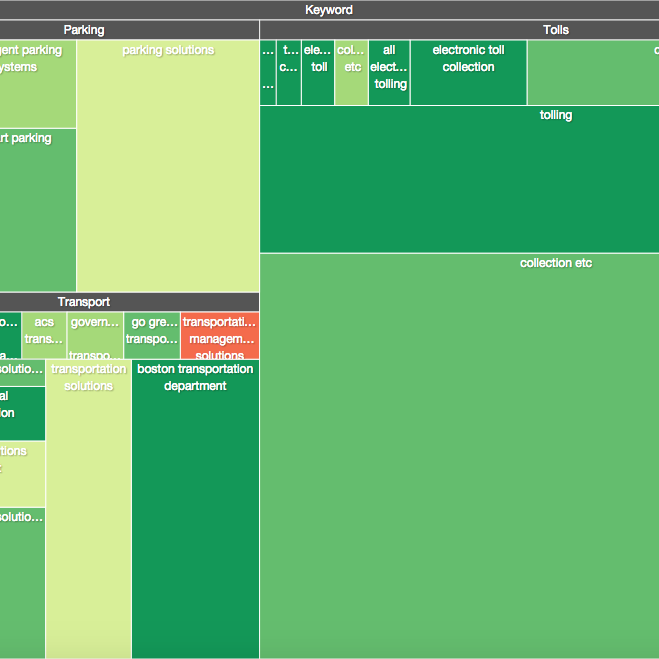 Keyword
Parking
Tolls
gent parking
ystems
parking solutions
rt parking
... t... ele... col... all electronic toll
... c... toll etc elect... collection
tolling
tolling
collection etc
Transport
o... acs govern... go gre... transportati...
a... trans... transpo... transpo... managem...
solutions
solutio... transportation boston transportation
solutions department
al
ion
tions
solutio...